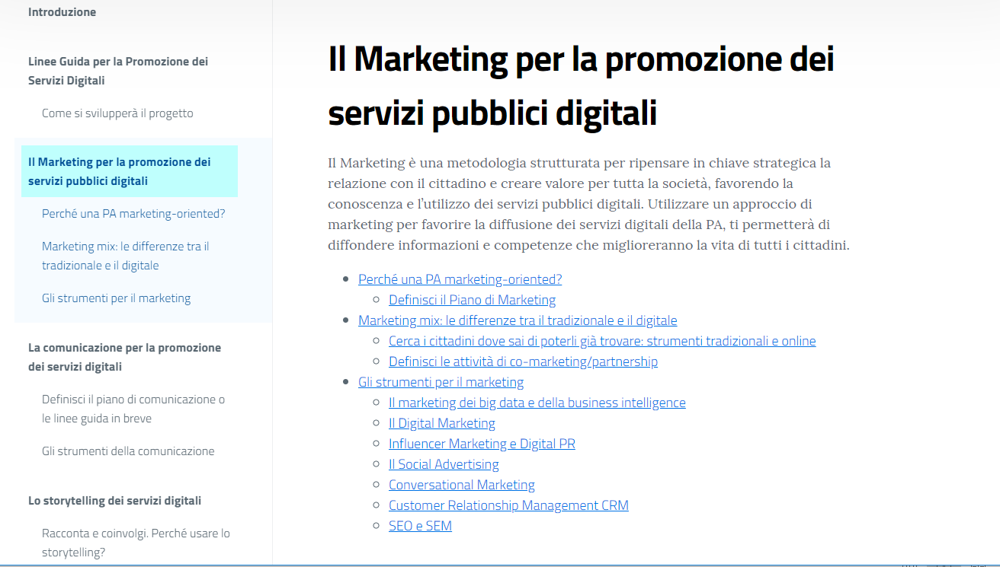 Introduzione
Linee Guida per la Promozione dei
Servizi Digitali
Come si svilupperà il progetto
Il Marketing per la promozione dei
servizi pubblici digitali
Perché una PA marketing-oriented?
Marketing mix: le differenze tra il
tradizionale e il digitale
Gli strumenti per il marketing
La comunicazione per la promozione
dei servizi digitali
Definisci il piano di comunicazione o
le linee guida in breve
Gli strumenti della comunicazione
Lo storytelling dei servizi digitali
Racconta e coinvolgi. Perché usare lo
storytelling?
Il Marketing per la promozione dei
servizi pubblici digitali
Il Marketing è una metodologia strutturata per ripensare in chiave strategica la
relazione con il cittadino e creare valore per tutta la società, favorendo la
conoscenza e l'utilizzo dei servizi pubblici digitali. Utilizzare un approccio di
marketing per favorire la diffusione dei servizi digitali della PA, ti permetterà di
diffondere informazioni e competenze che miglioreranno la vita di tutti i cittadini.
Perché una PA marketing-oriented?
Definisci il Piano di Marketing
Marketing mix: le differenze tra il tradizionale e il digitale
Cerca i cittadini dove sai di poterli già trovare: strumenti tradizionali e online
Definisci le attività di co-marketing/partnership
Gli strumenti per il marketing
Il marketing dei big data e della business intelligence
Il Digital Marketing
Influencer Marketing e Digital PR
Il Social Advertising
Conversational Marketing
Customer Relationship Management CRM
SEO e SEM